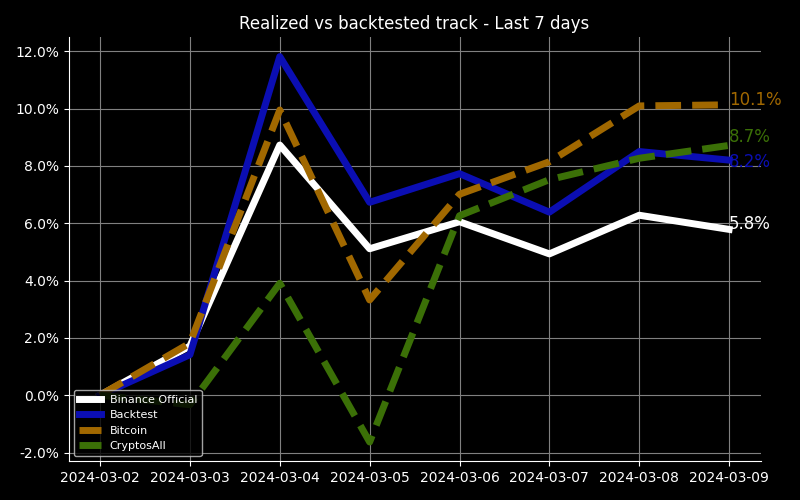 Realized vs backtested track - Last 7 days
12.0%
10.0%
8.0%
6.0%
4.0%
2.0%
0.0%
-2.0%
10.1%
8.7%
8.2%
5.8%
Binance Official
Backtest
Bitcoin
CryptosAll
2024-03-02 2024-03-03 2024-03-04 2024-03-05 2024-03-06 2024-03-07 2024-03-08 2024-03-09